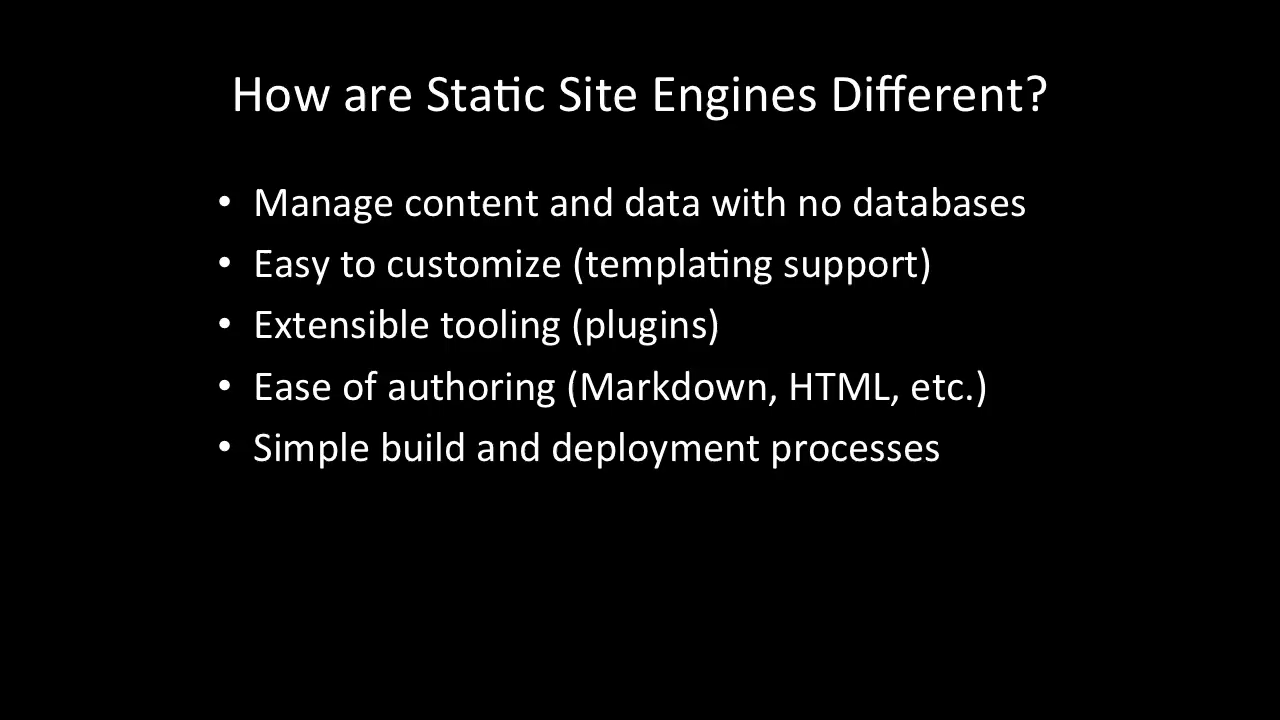 How are Static Site Engines Different?
• Manage content and data with no databases
• Easy to customize (templating support)
• Extensible tooling (plugins)
• Ease of authoring (Markdown, HTML, etc.)
• Simple build and deployment processes